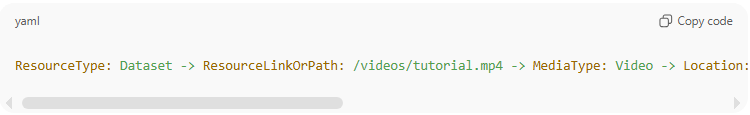 yaml
Copy code
ResourceType: Dataset -> ResourceLinkOrPath: /videos/tutorial.mp4 -> MediaType: Video -> Location: